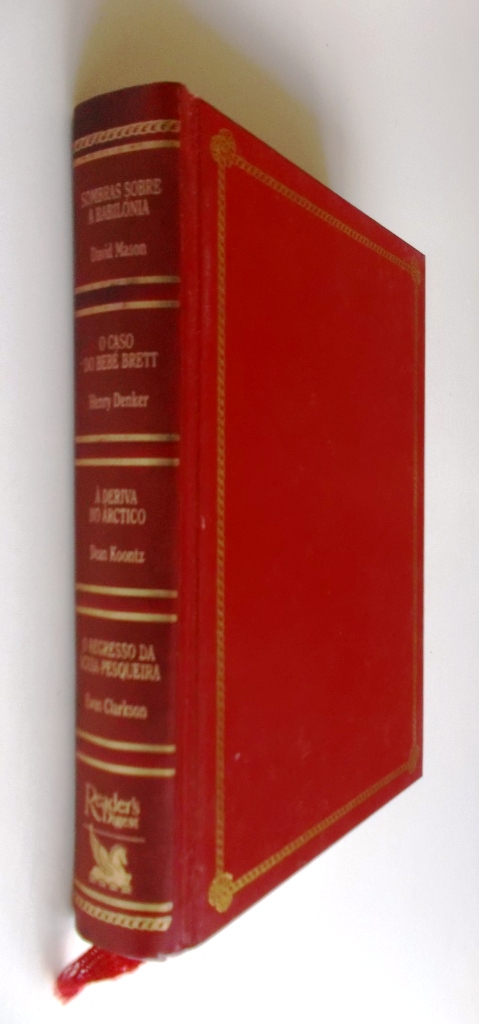 SOMBRAS SOBRE
A BABILÓNIA
David Mason
O CASO
DO BEBÉ BRETT
Henry Denker
À DERIVA
NO ÁRCTICO
Dean Koontz
O REGRESSO DA
ÁGUIA-PESQUEIRA
Ewan Clarkson
Reader's
Digest